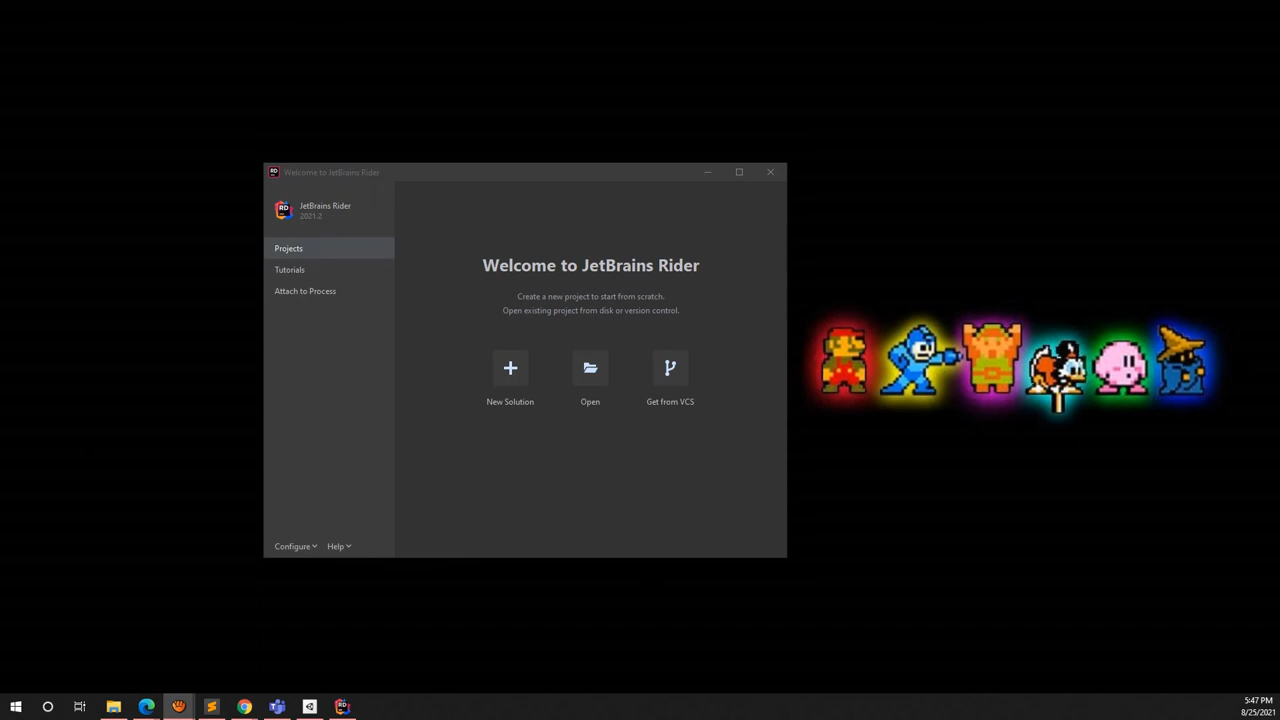 RD
Welcome to JetBrains Rider
RD
JetBrains Rider
2021.2
Projects
Tutorials
Attach to Process
Welcome to JetBrains Rider
Create a new project to start from scratch.
Open existing project from disk or version control.
New Solution
Open
Get from VCS
Configure
Help
5:47 PM
8/25/2021